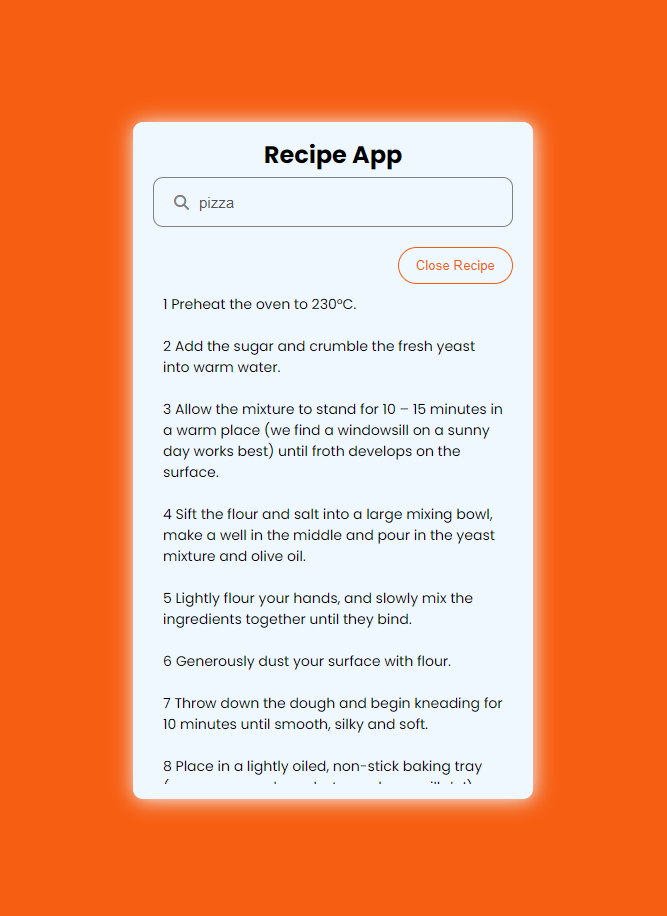 Recipe App
pizza
Close Recipe
1 Preheat the oven to 230°C.
2 Add the sugar and crumble the fresh yeast
into warm water.
3 Allow the mixture to stand for 10 – 15 minutes in
a warm place (we find a windowsill on a sunny
day works best) until froth develops on the
surface.
4 Sift the flour and salt into a large mixing bowl,
make a well in the middle and pour in the yeast
mixture and olive oil.
5 Lightly flour your hands, and slowly mix the
ingredients together until they bind.
6 Generously dust your surface with flour.
7 Throw down the dough and begin kneading for
10 minutes until smooth, silky and soft.
8 Place in a lightly oiled, non-stick baking tray